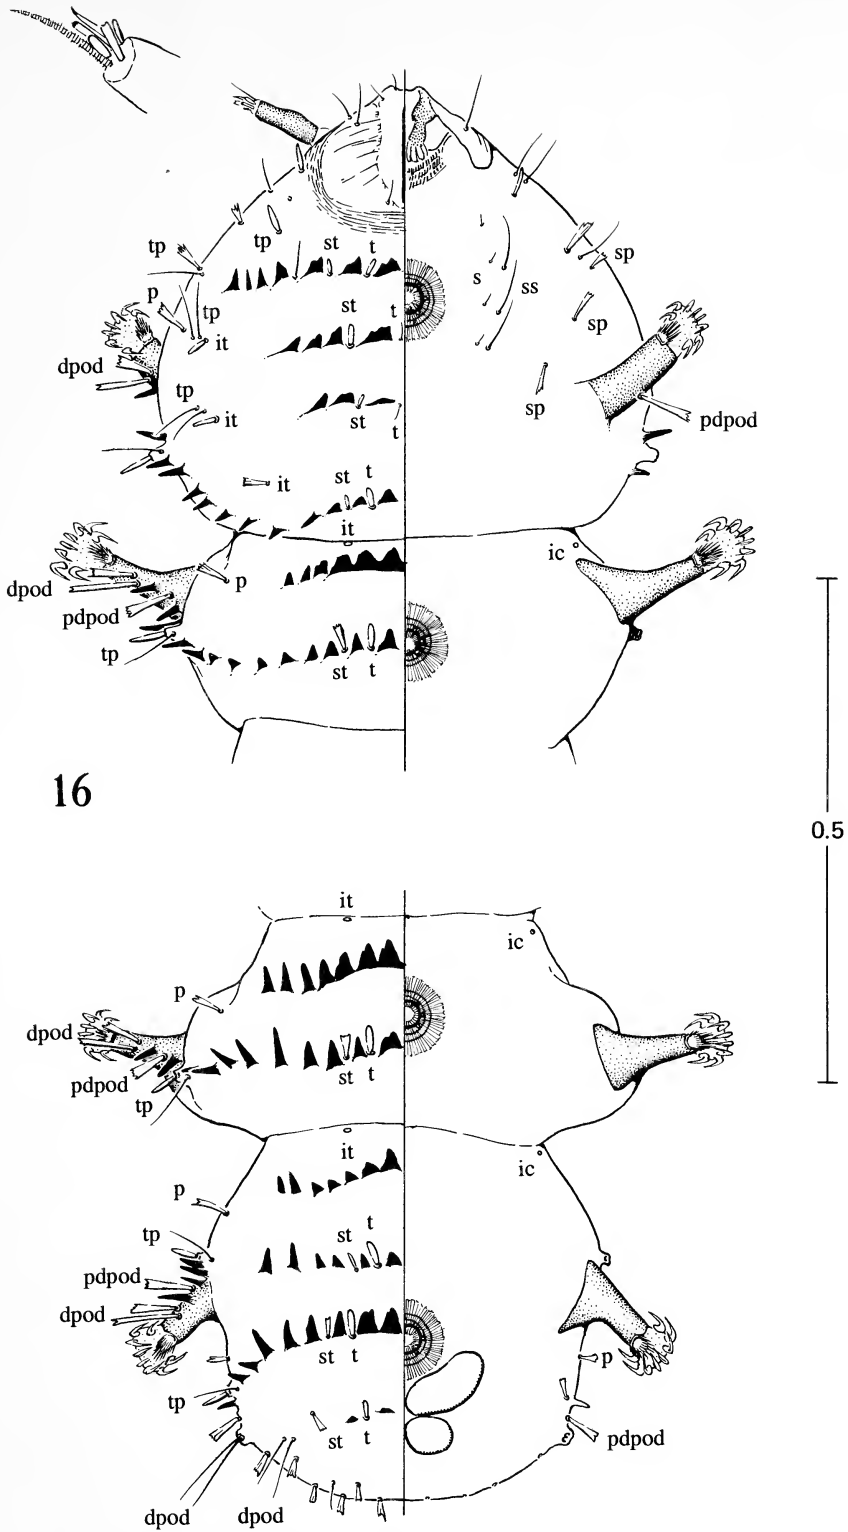 tp tp st t
sp
s ss
p tp st t
sp
it
dpod
tp
it st t
sp
pdpod
it st t
it
ic
dpod p
pdpod
tp
st t
16
0.5
it
ic
p
dpod
pdpod st t
tp
it ic
p
tp st t
pdpod
dpod
st t
p
tp
st t pdpod
dpod dpod